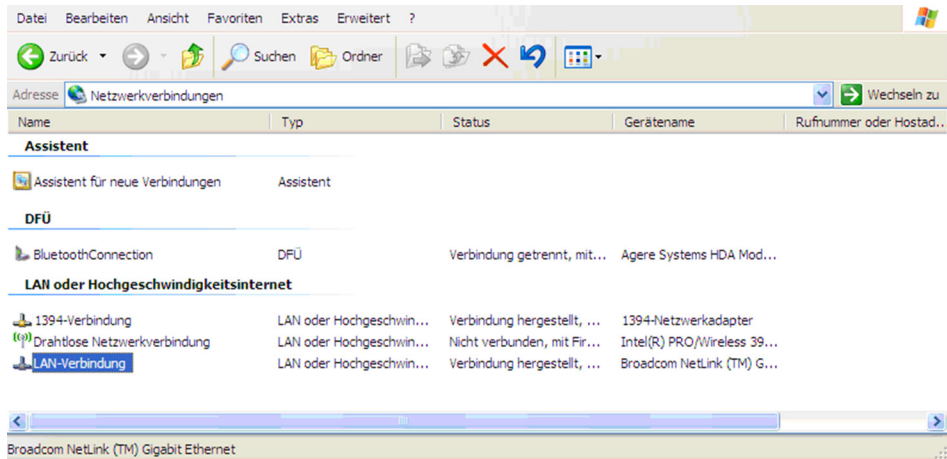 Datei Bearbeiten Ansicht Favoriten Extras Erweitert ?
Zurück Suchen Ordner
Adresse Netzwerkverbindungen Wechseln zu
Name Typ Status Gerätename Rufnummer oder Hostad...
Assistent
Assistent für neue Verbindungen Assistent
DFÜ
BluetoothConnection DFÜ Verbindung getrennt, mit... Agere Systems HDA Mod...
LAN oder Hochgeschwindigkeitsinternet
1394-Verbindung LAN oder Hochgeschwin... Verbindung hergestellt, ... 1394-Netzwerkadapter
Drahtlose Netzwerkverbindung LAN oder Hochgeschwin... Nicht verbunden, mit Fir... Intel(R) PRO/Wireless 39...
LAN-Verbindung LAN oder Hochgeschwin... Verbindung hergestellt, ... Broadcom NetLink (TM) G...
Broadcom NetLink (TM) Gigabit Ethernet